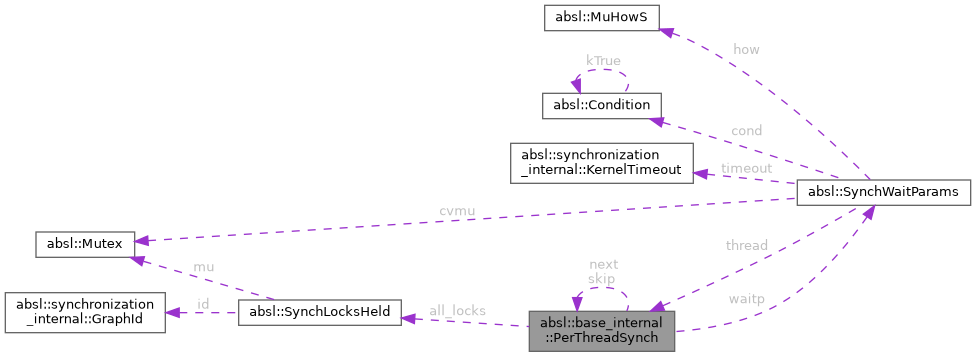 absl::MuHowS
how
kTrue
absl::Condition
cond
absl::synchronization
_internal::KernelTimeout
timeout
absl::SynchWaitParams
cvmu
absl::Mutex
thread
mu
next
skip
absl::synchronization
_internal::GraphId
id
absl::SynchLocksHeld
all_locks
waitp
absl::base_internal
::PerThreadSynch